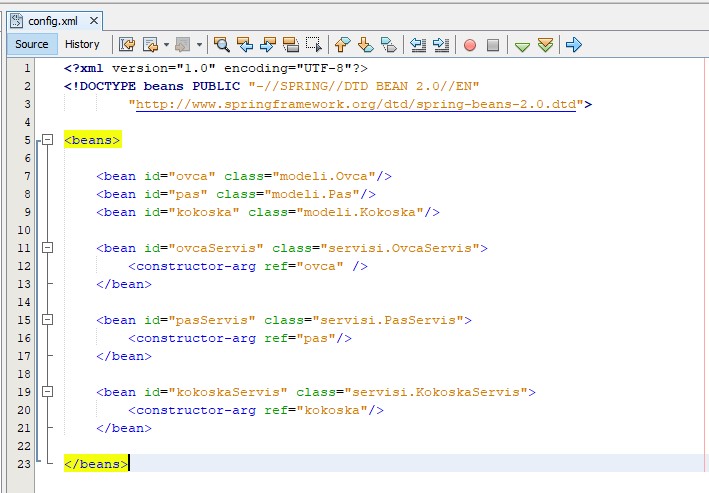 config.xml
Source History
1 <?xml version="1.0" encoding="UTF-8"?>
2 <!DOCTYPE beans PUBLIC "-//SPRING//DTD BEAN 2.0//EN"
3 "http://www.springframework.org/dtd/spring-beans-2.0.dtd">
4
5 <beans>
6
7 <bean id="ovca" class="modeli.Ovca"/>
8 <bean id="pas" class="modeli.Pas"/>
9 <bean id="kokoska" class="modeli.Kokoska"/>
10
11 <bean id="ovcaServis" class="servisi.OvcaServis">
12 <constructor-arg ref="ovca" />
13 </bean>
14
15 <bean id="pasServis" class="servisi.PasServis">
16 <constructor-arg ref="pas"/>
17 </bean>
18
19 <bean id="kokoskaServis" class="servisi.KokoskaServis">
20 <constructor-arg ref="kokoska"/>
21 </bean>
22
23 </beans>